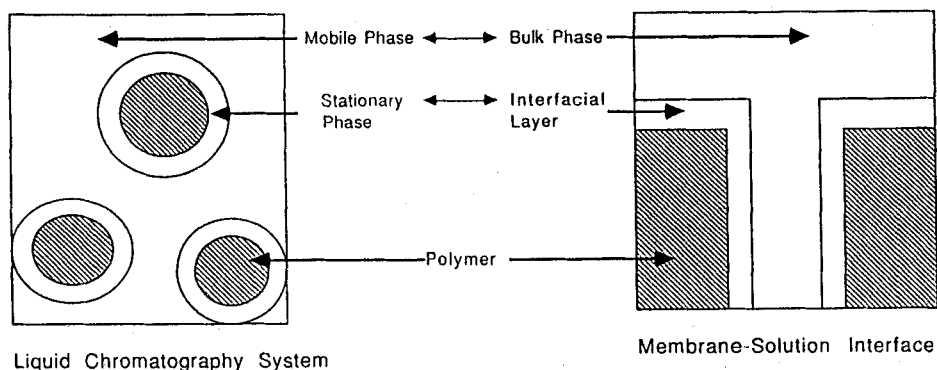 Mobile Phase
Bulk Phase
Stationary
Phase
Interfacial
Layer
Polymer
Liquid Chromatography System
Membrane-Solution Interface